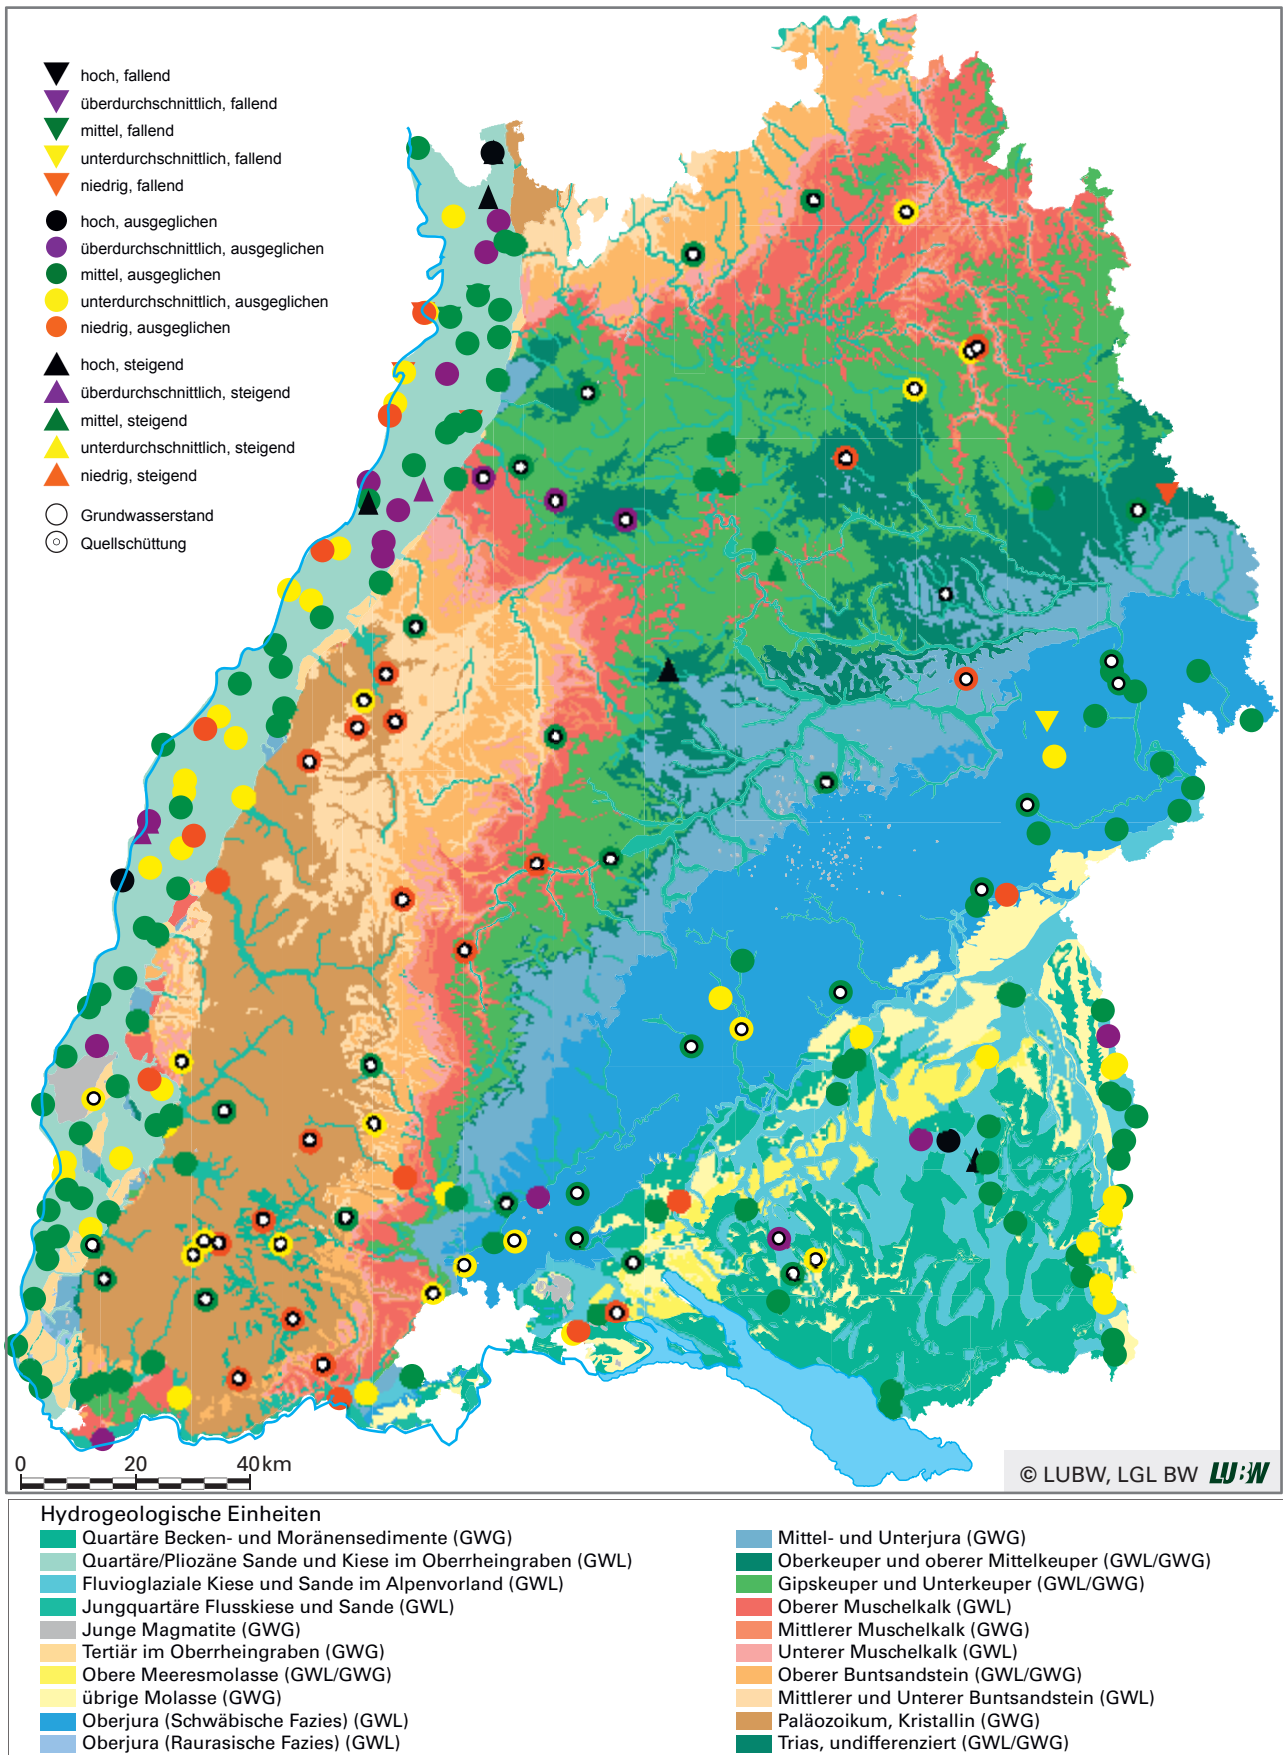 hoch, fallend
überdurchschnittlich, fallend
mittel, fallend
unterdurchschnittlich, fallend
niedrig, fallend
hoch, ausgeglichen
überdurchschnittlich, ausgeglichen
mittel, ausgeglichen
unterdurchschnittlich, ausgeglichen
niedrig, ausgeglichen
hoch, steigend
überdurchschnittlich, steigend
mittel, steigend
unterdurchschnittlich, steigend
niedrig, steigend
Grundwasserstand
Quellschüttung
0 20 40 km
© LUBW, LGL BW LUBW
Hydrogeologische Einheiten
Quartäre Becken- und Moränensedimente (GWG)
Quartäre/Pliozäne Sande und Kiese im Oberrheingraben (GWL)
Fluvioglaziale Kiese und Sande im Alpenvorland (GWL)
Jungquartäre Flusskiese und Sande (GWL)
Junge Magmatite (GWG)
Tertiär im Oberrheingraben (GWG)
Obere Meeresmolasse (GWL/GWG)
übrige Molasse (GWG)
Oberjura (Schwäbische Fazies) (GWL)
Oberjura (Raurasische Fazies) (GWL)
Mittel- und Unterjura (GWG)
Oberkeuper und oberer Mittelkeuper (GWL/GWG)
Gipskeuper und Unterkeuper (GWL/GWG)
Oberer Muschelkalk (GWL)
Mittlerer Muschelkalk (GWG)
Unterer Muschelkalk (GWL)
Oberer Buntsandstein (GWL/GWG)
Mittlerer und Unterer Buntsandstein (GWL)
Paläozoikum, Kristallin (GWG)
Trias, undifferenziert (GWL/GWG)